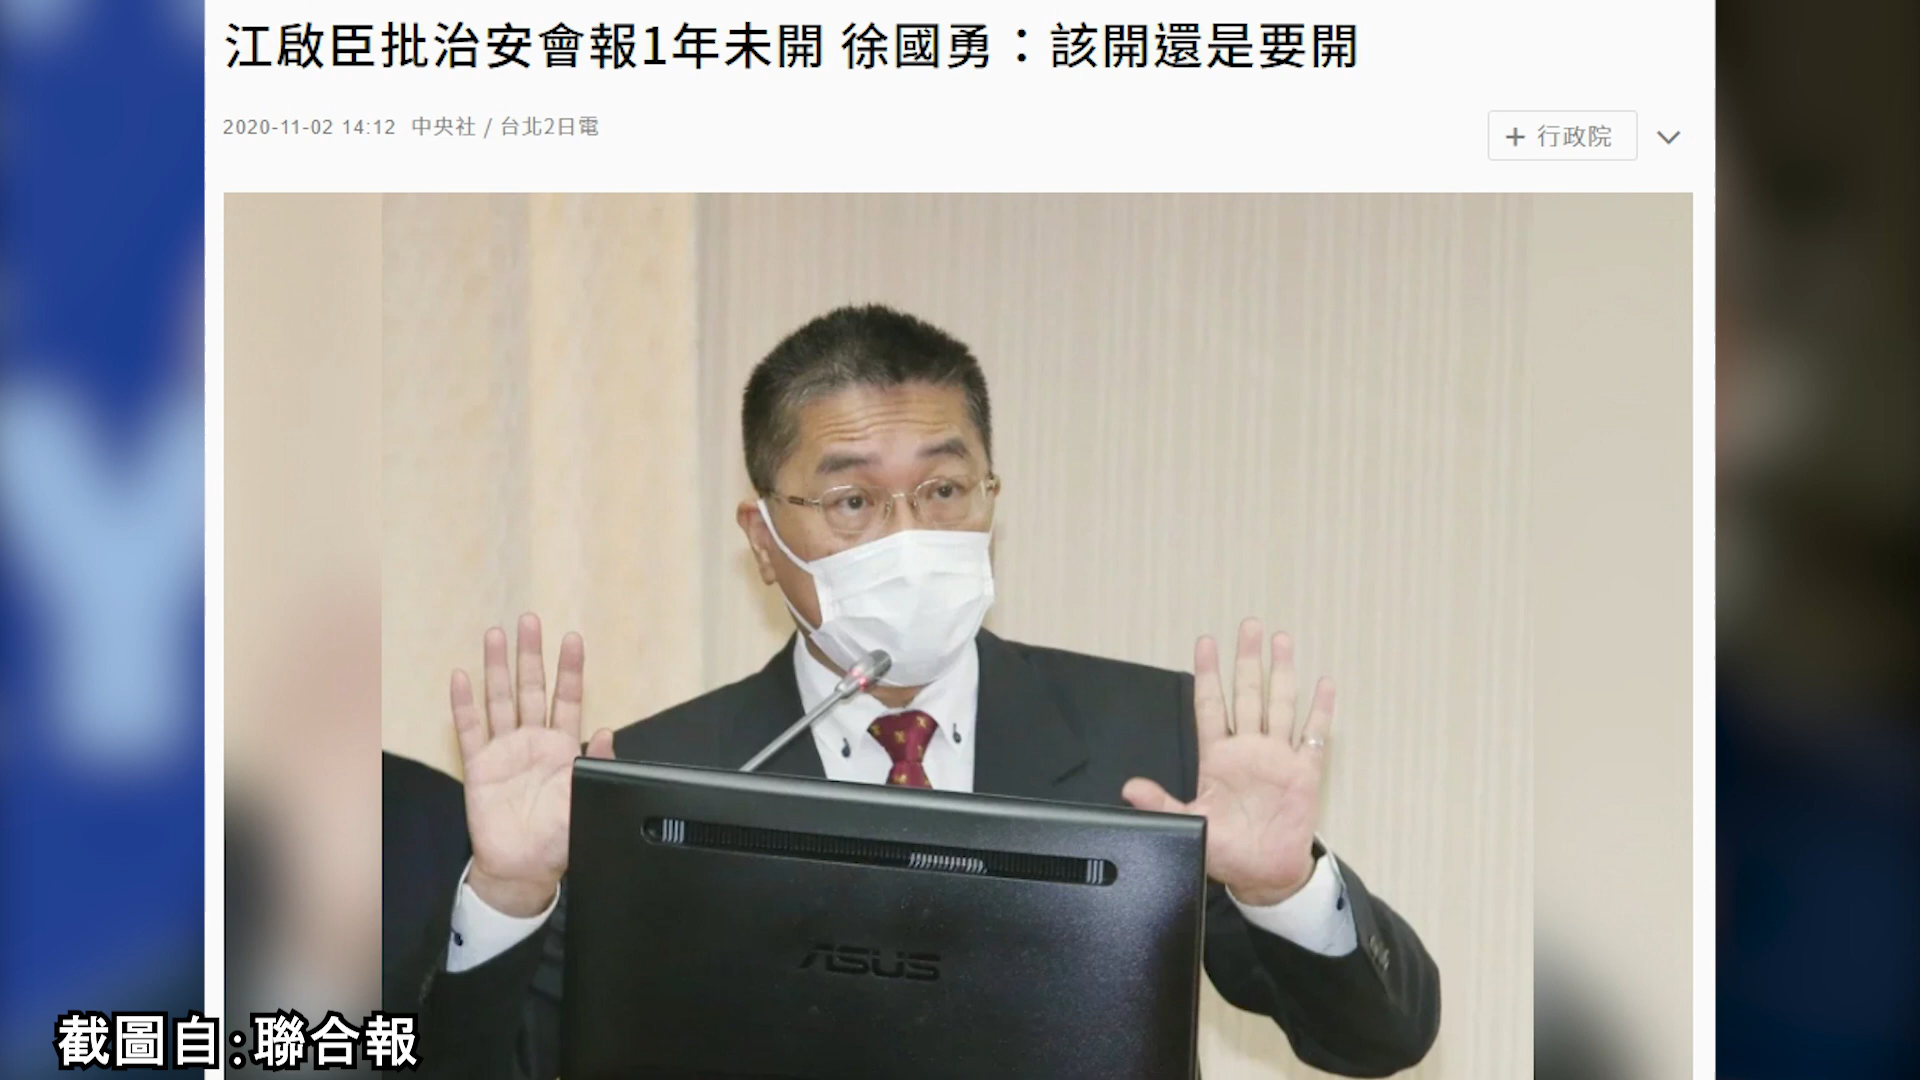 江啟臣批治安會報1年未開 徐國勇：該開還是要開
2020-11-02 14:12 中央社 / 台北2日電
+ 行政院
ASUS
截圖自:聯合報